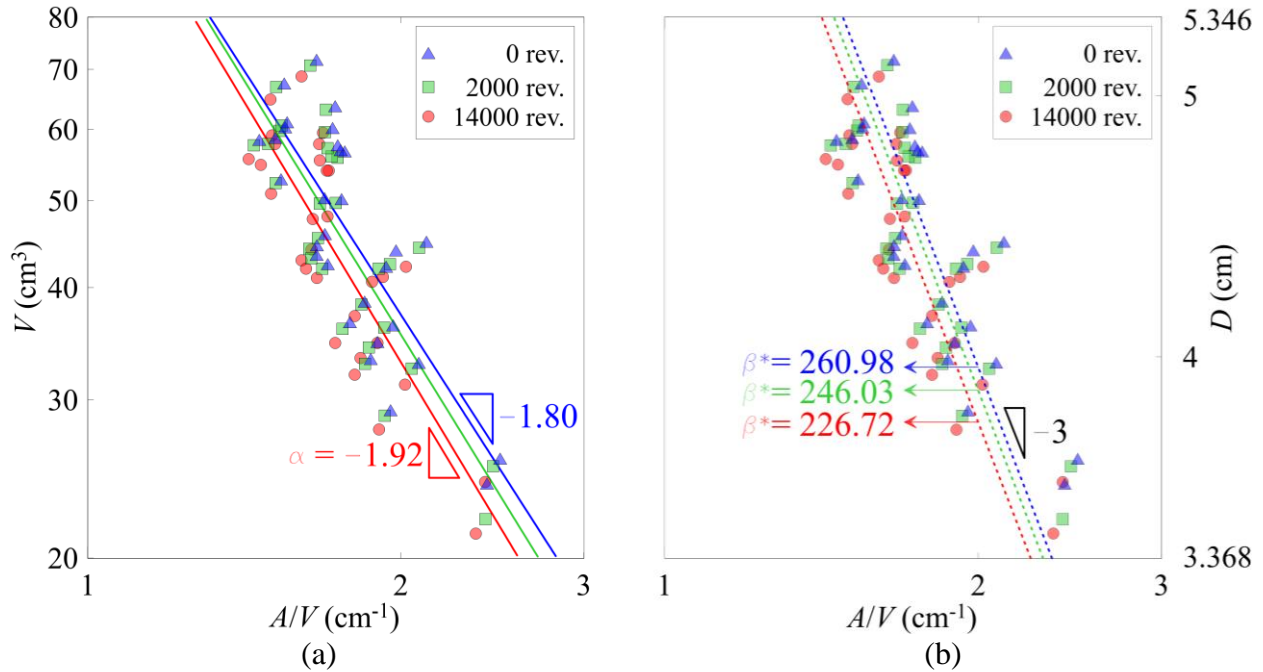 80
70
60
50
40
30
20
V (cm³)
0 rev.
2000 rev.
14000 rev.
−1.80
α = −1.92
1
2
3
A/V (cm⁻¹)
(a)
0 rev.
2000 rev.
14000 rev.
β*= 260.98
β*= 246.03
β*= 226.72
−3
5.346
5
4
3.368
D (cm)
1
2
3
A/V (cm⁻¹)
(b)